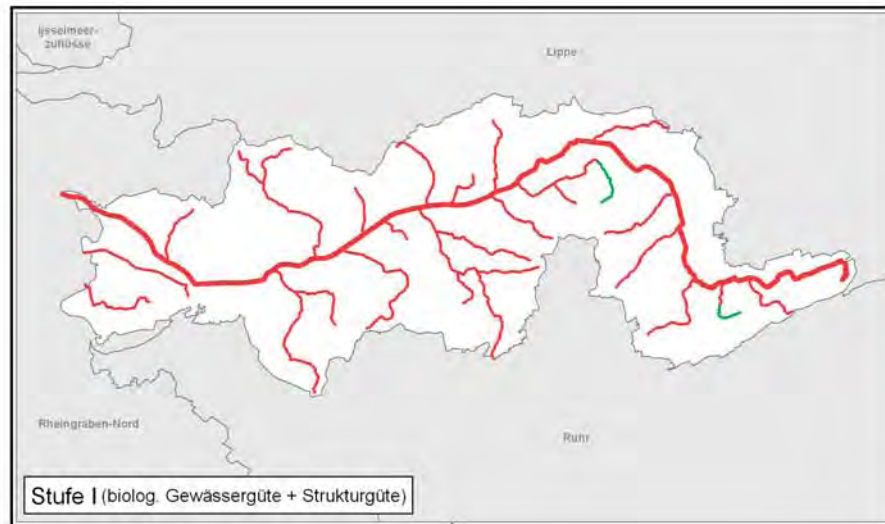 Ijsselmeer-
zuflüsse
Lippe
Rheingraben-Nord
Ruhr
Stufe I (biolog. Gewässergüte + Strukturgüte)